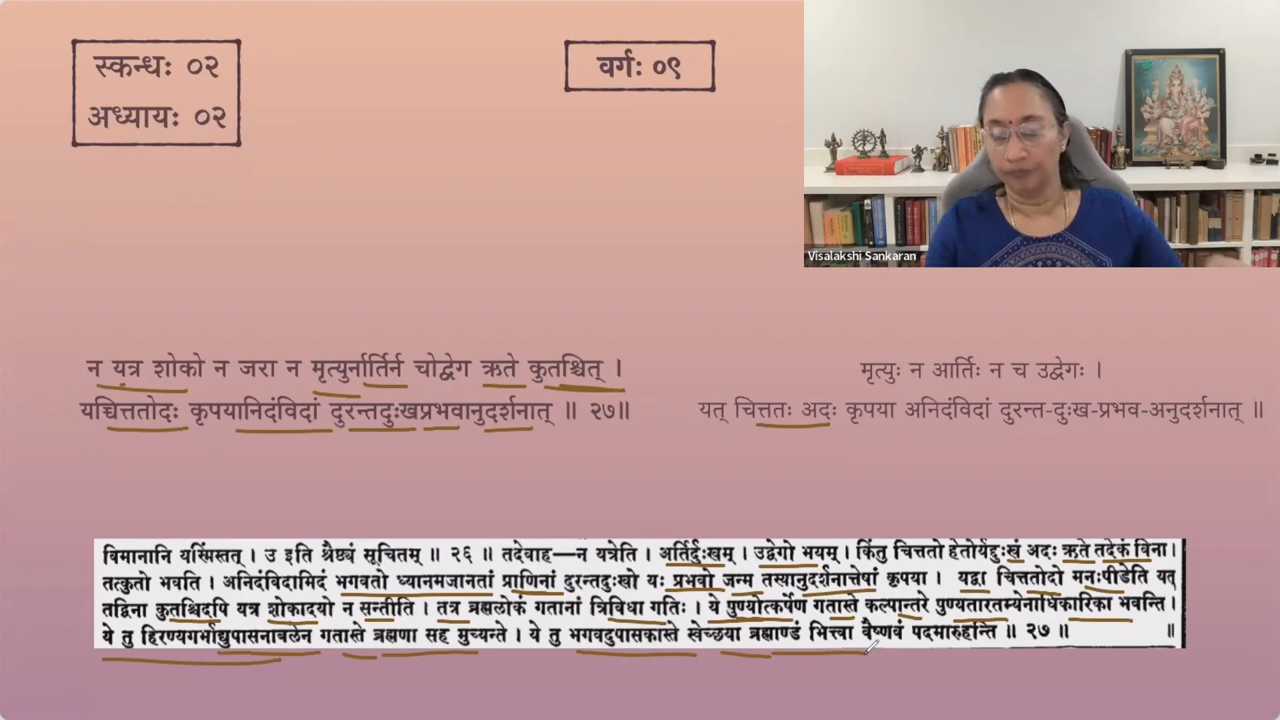 स्कन्धः ०२
अध्यायः ०२
वर्गः ०९
Visalakshi Sankaran
न यत्र शोको न जरा न मृत्युर्नार्तिर्न चोद्वेग ऋते कुतश्चित् ।
यच्चित्ततोदः कृपयानिदंविदां दुरन्तदुःखप्रभवानुदर्शनात् ॥ २७॥
मृत्युः न आर्तिः न च उद्वेगः ।
यत् चित्ततः अदः कृपया अनिदंविदां दुरन्त-दुःख-प्रभव-अनुदर्शनात् ॥
विमानानि यस्मिंस्तत् । उ इति श्रैष्ठ्यं सूचितम् ॥ २६ ॥ तदेवाह—न यत्रेति । अर्तिर्दुःखम् । उद्वेगो भयम् । किंतु चित्ततो हेतोर्यद्दुःखं अदः ऋते तदेकं विना ।
तत्कुतो भवति । अनिदंविदामिदं भगवतो ध्यानमजानतां प्राणिनां दुरन्तदुःखो यः प्रभवो जन्म तस्यानुदर्शनात्तेषां कृपया । यद्वा चित्ततोदो मनःपीडेति यत्
तद्विना कुतश्चिदपि यत्र शोकादयो न सन्तीति । तत्र ब्रह्मलोकं गतानां त्रिविधा गतिः । ये पुण्योत्कर्षेण गतास्ते कल्पान्तरे पुण्यतारतम्येनाधिकारिका भवन्ति ।
ये तु हिरण्यगर्भाद्युपासनाबलेन गतास्ते ब्रह्मणा सह मुच्यन्ते । ये तु भगवदुपासकास्ते स्वेच्छया ब्रह्माण्डं भित्त्वा वैष्णवं पदमारुहन्ति ॥ २७ ॥ ॥